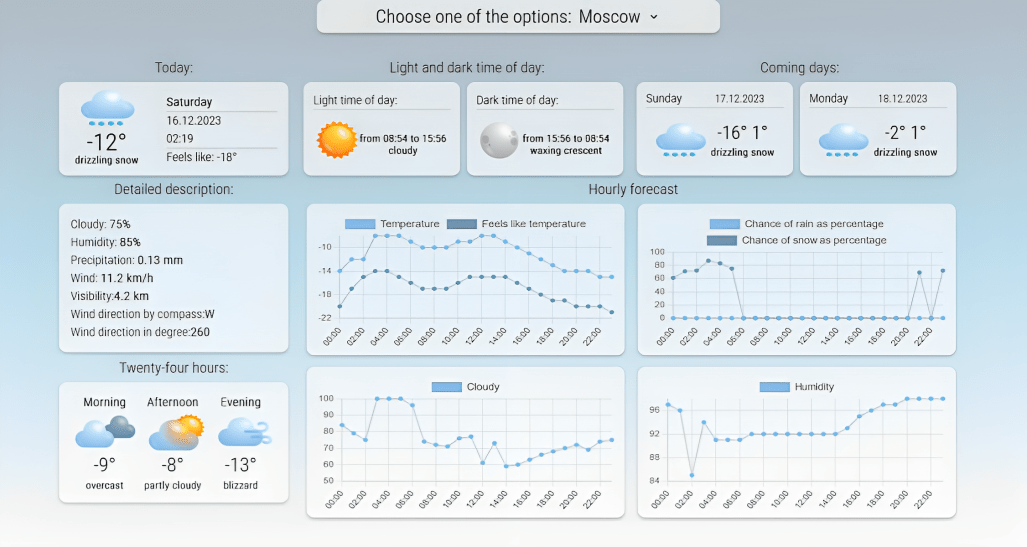 Choose one of the options: Moscow
Today:
Saturday
16.12.2023
02:19
Feels like: -18°
-12°
drizzling snow
Light and dark time of day:
Light time of day:
from 08:54 to 15:56
cloudy
Dark time of day:
from 15:56 to 08:54
waxing crescent
Coming days:
Sunday 17.12.2023
-16° 1°
drizzling snow
Monday 18.12.2023
-2° 1°
drizzling snow
Detailed description:
Cloudy: 75%
Humidity: 85%
Precipitation: 0.13 mm
Wind: 11.2 km/h
Visibility:4.2 km
Wind direction by compass:W
Wind direction in degree:260
Twenty-four hours:
Morning
-9°
overcast
Afternoon
-8°
partly cloudy
Evening
-13°
blizzard
Hourly forecast
Temperature Feels like temperature
-10
-14
-18
-22
00:00 02:00 04:00 06:00 08:00 10:00 12:00 14:00 16:00 18:00 20:00 22:00
Chance of rain as percentage
Chance of snow as percentage
100
80
60
40
20
0
00:00 02:00 04:00 06:00 08:00 10:00 12:00 14:00 16:00 18:00 20:00 22:00
Cloudy
100
90
80
70
60
50
00:00 02:00 04:00 06:00 08:00 10:00 12:00 14:00 16:00 18:00 20:00 22:00
Humidity
96
92
88
84
00:00 02:00 04:00 06:00 08:00 10:00 12:00 14:00 16:00 18:00 20:00 22:00